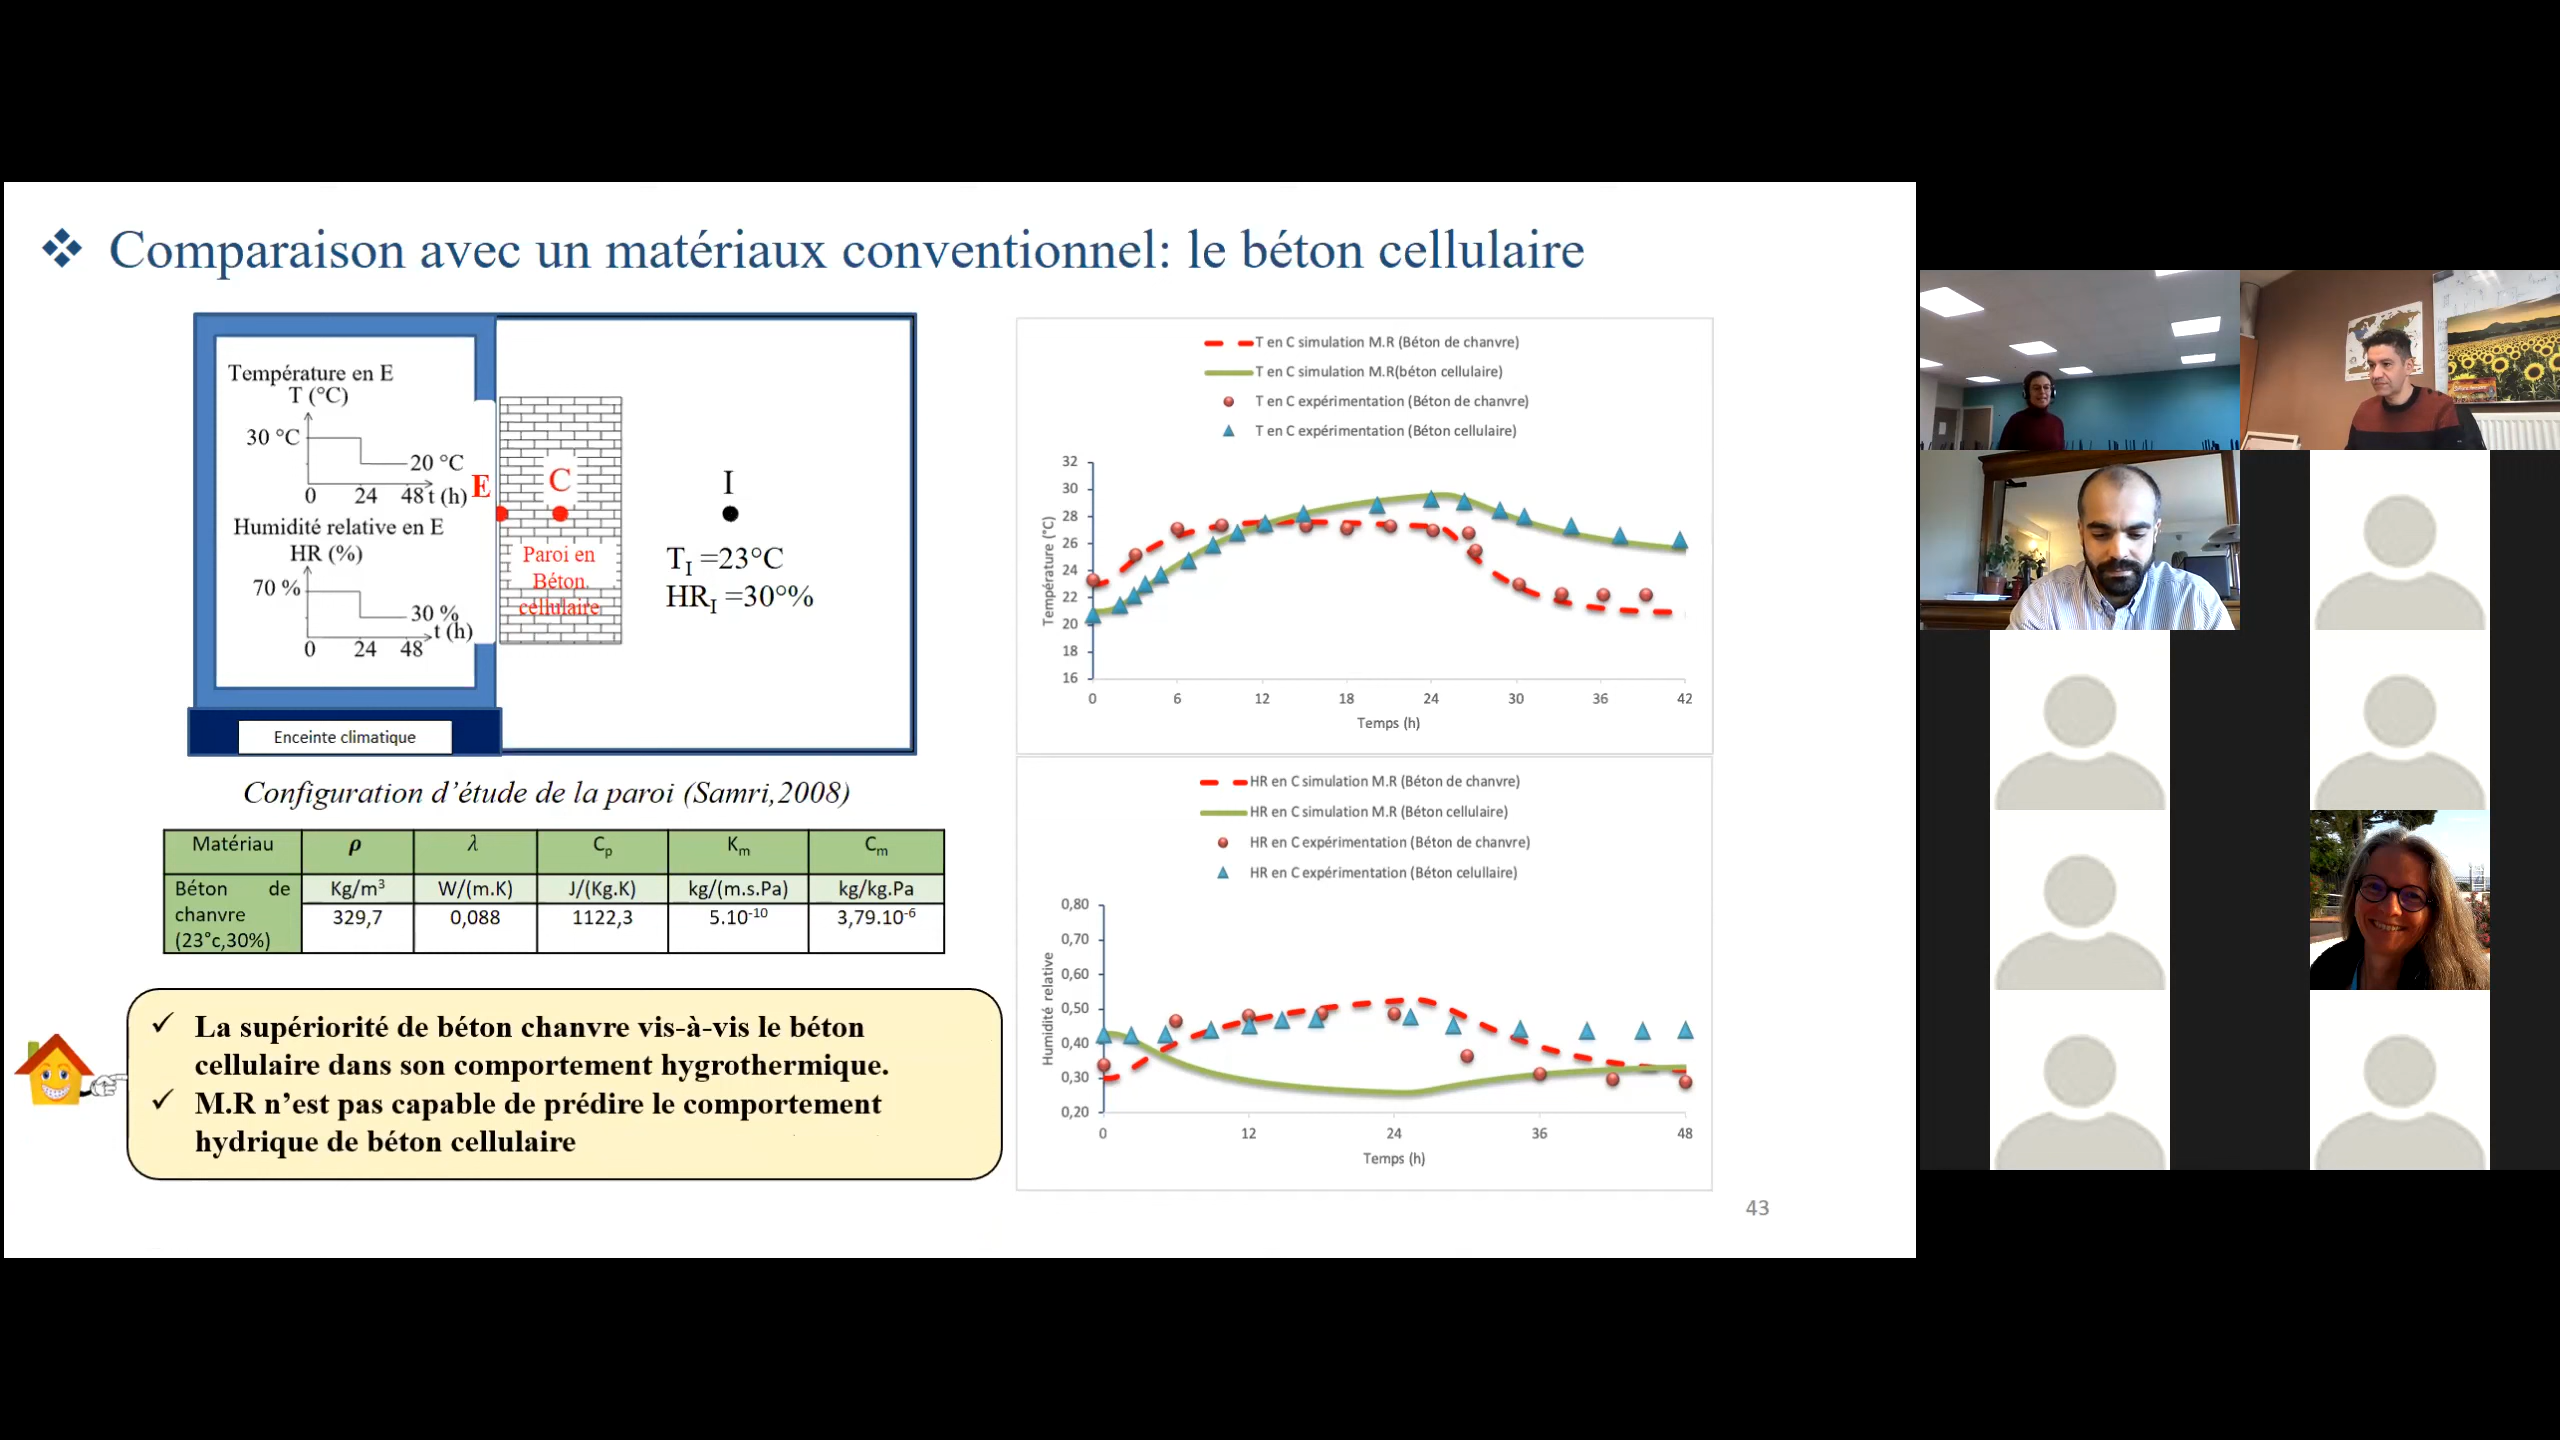 ❖ Comparaison avec un matériaux conventionnel: le béton cellulaire
Température en E
T (°C)
30 °C
20 °C
0 24 48 t (h)
Humidité relative en E
HR (%)
70 %
30 %
t (h)
0 24 48
E
C
Paroi en
Béton
cellulaire
I
T_I =23°C
HR_I =30°%
Enceinte climatique
Configuration d’étude de la paroi (Samri,2008)
Matériau ρ λ C_p K_m C_m
Béton de chanvre (23°c,30%)
Kg/m³ W/(m.K) J/(Kg.K) kg/(m.s.Pa) kg/kg.Pa
329,7 0,088 1122,3 5.10⁻¹⁰ 3,79.10⁻⁶
✓ La supériorité de béton chanvre vis-à-vis le béton
cellulaire dans son comportement hygrothermique.
✓ M.R n’est pas capable de prédire le comportement
hydrique de béton cellulaire
T en C simulation M.R (Béton de chanvre)
T en C simulation M.R(béton cellulaire)
T en C expérimentation (Béton de chanvre)
T en C expérimentation (Béton cellulaire)
Température (°C)
32
30
28
26
24
22
20
18
16
0 6 12 18 24 30 36 42
Temps (h)
HR en C simulation M.R (Béton de chanvre)
HR en C simulation M.R (Béton cellulaire)
HR en C expérimentation (Béton de chanvre)
HR en C expérimentation (Béton celullaire)
Humidité relative
0,80
0,70
0,60
0,50
0,40
0,30
0,20
0 12 24 36 48
Temps (h)
43